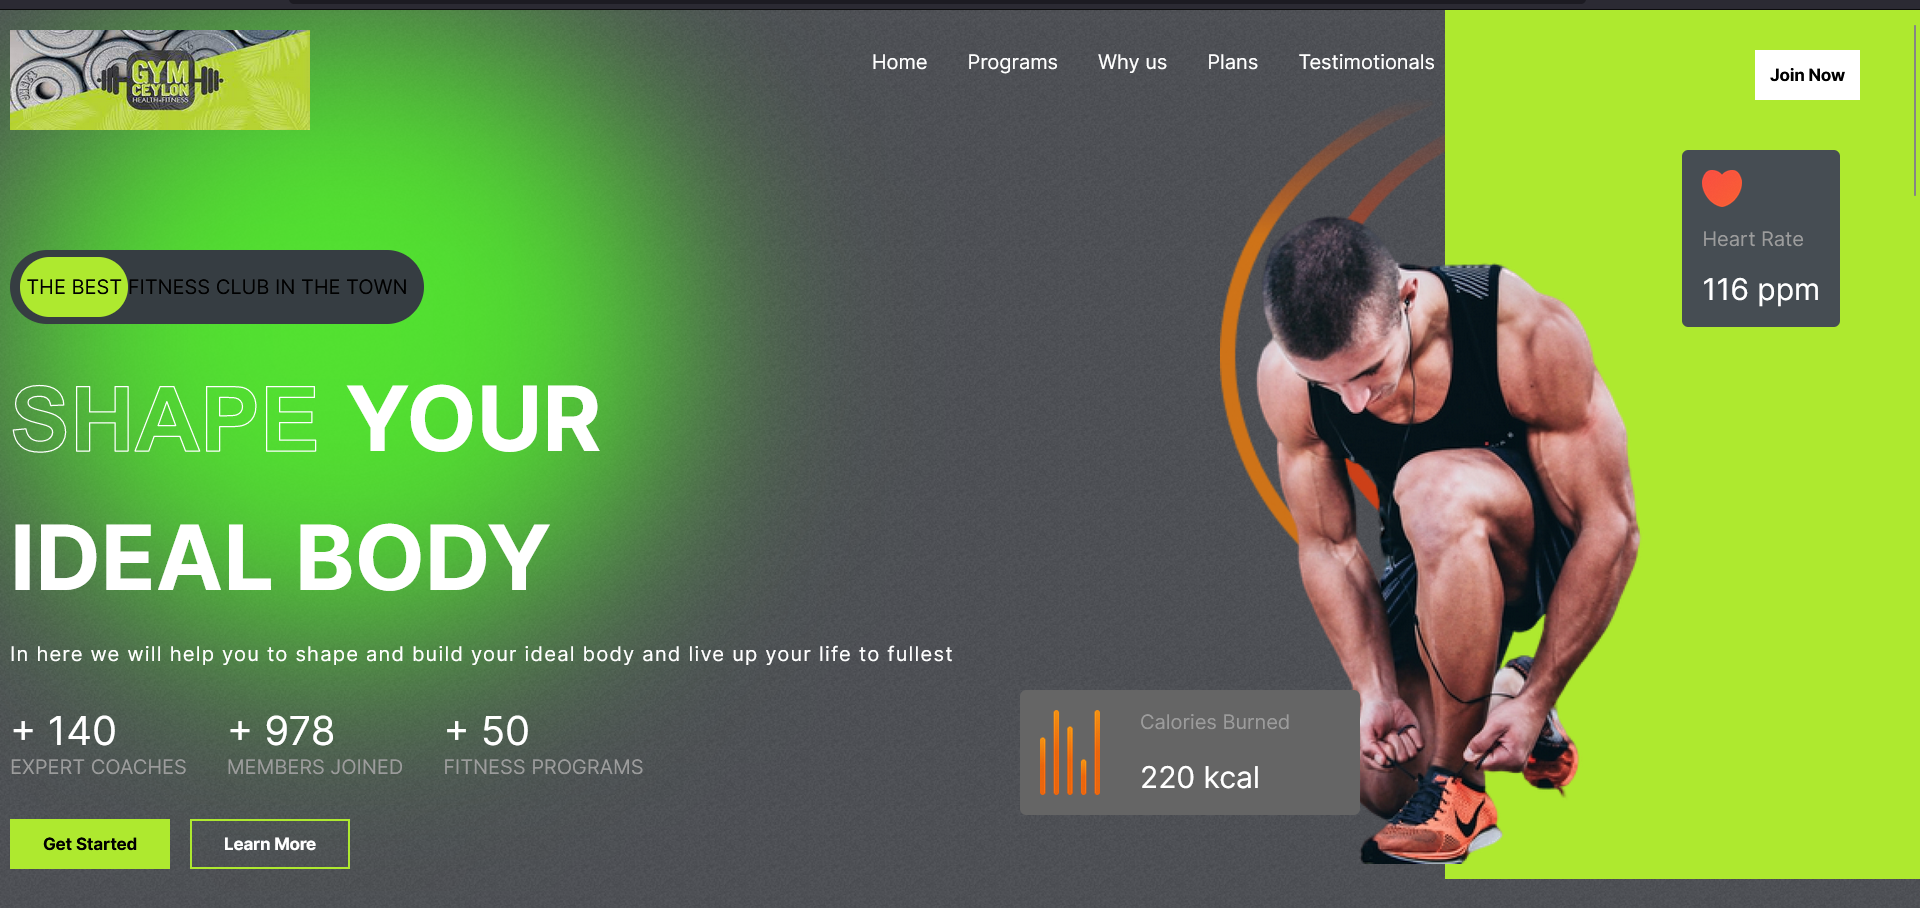 GYM
CEYLON
HEALTH+FITNESS
Home Programs Why us Plans Testimotionals
Join Now
THE BEST FITNESS CLUB IN THE TOWN
SHAPE YOUR
IDEAL BODY
In here we will help you to shape and build your ideal body and live up your life to fullest
+ 140 + 978 + 50
EXPERT COACHES MEMBERS JOINED FITNESS PROGRAMS
Get Started Learn More
Heart Rate
116 ppm
Calories Burned
220 kcal